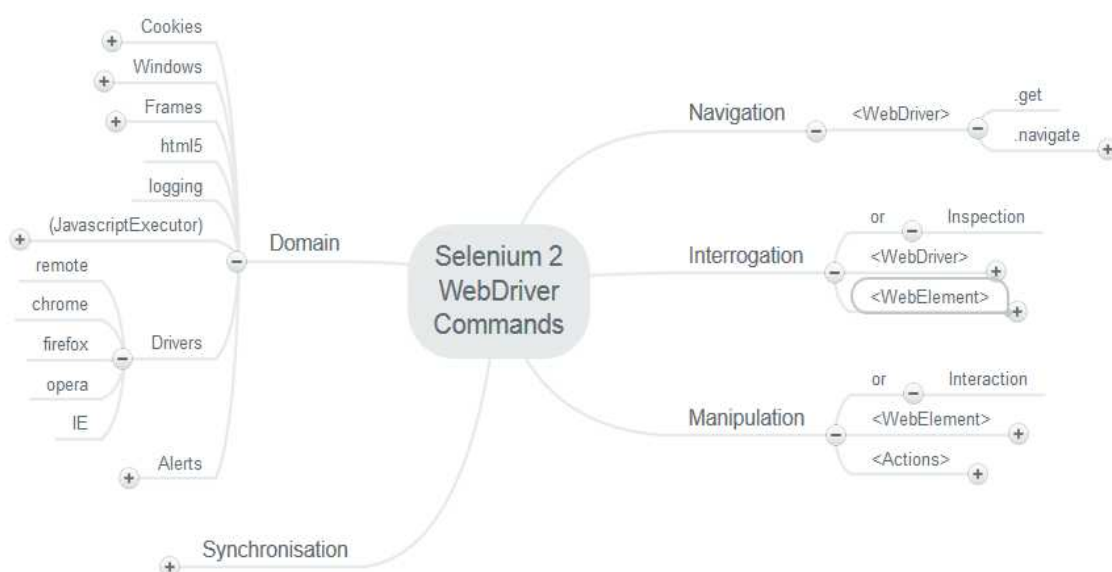 Cookies
Windows
Frames
html5
logging
(JavascriptExecutor)
Domain
remote
chrome
firefox
opera
IE
Drivers
Alerts
Synchronisation
Selenium 2
WebDriver
Commands
Navigation
<WebDriver>
.get
.navigate
Interrogation
or
Inspection
<WebDriver>
<WebElement>
Manipulation
or
Interaction
<WebElement>
<Actions>